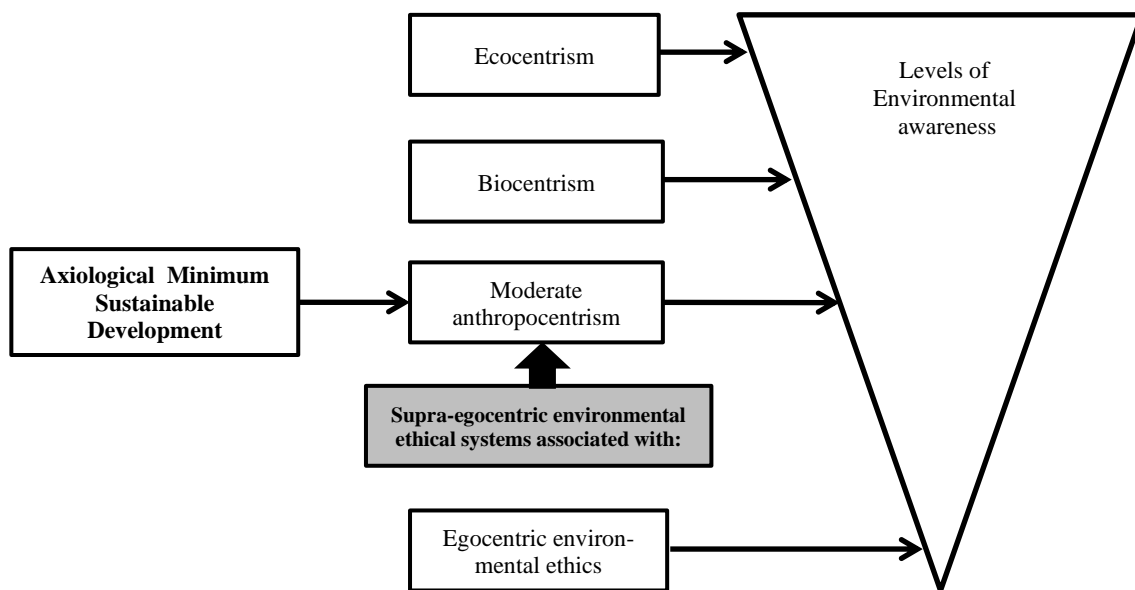 Ecocentrism
Levels of
Environmental
awareness
Biocentrism
Axiological Minimum
Sustainable
Development
Moderate
anthropocentrism
Supra-egocentric environmental
ethical systems associated with:
Egocentric environ-
mental ethics